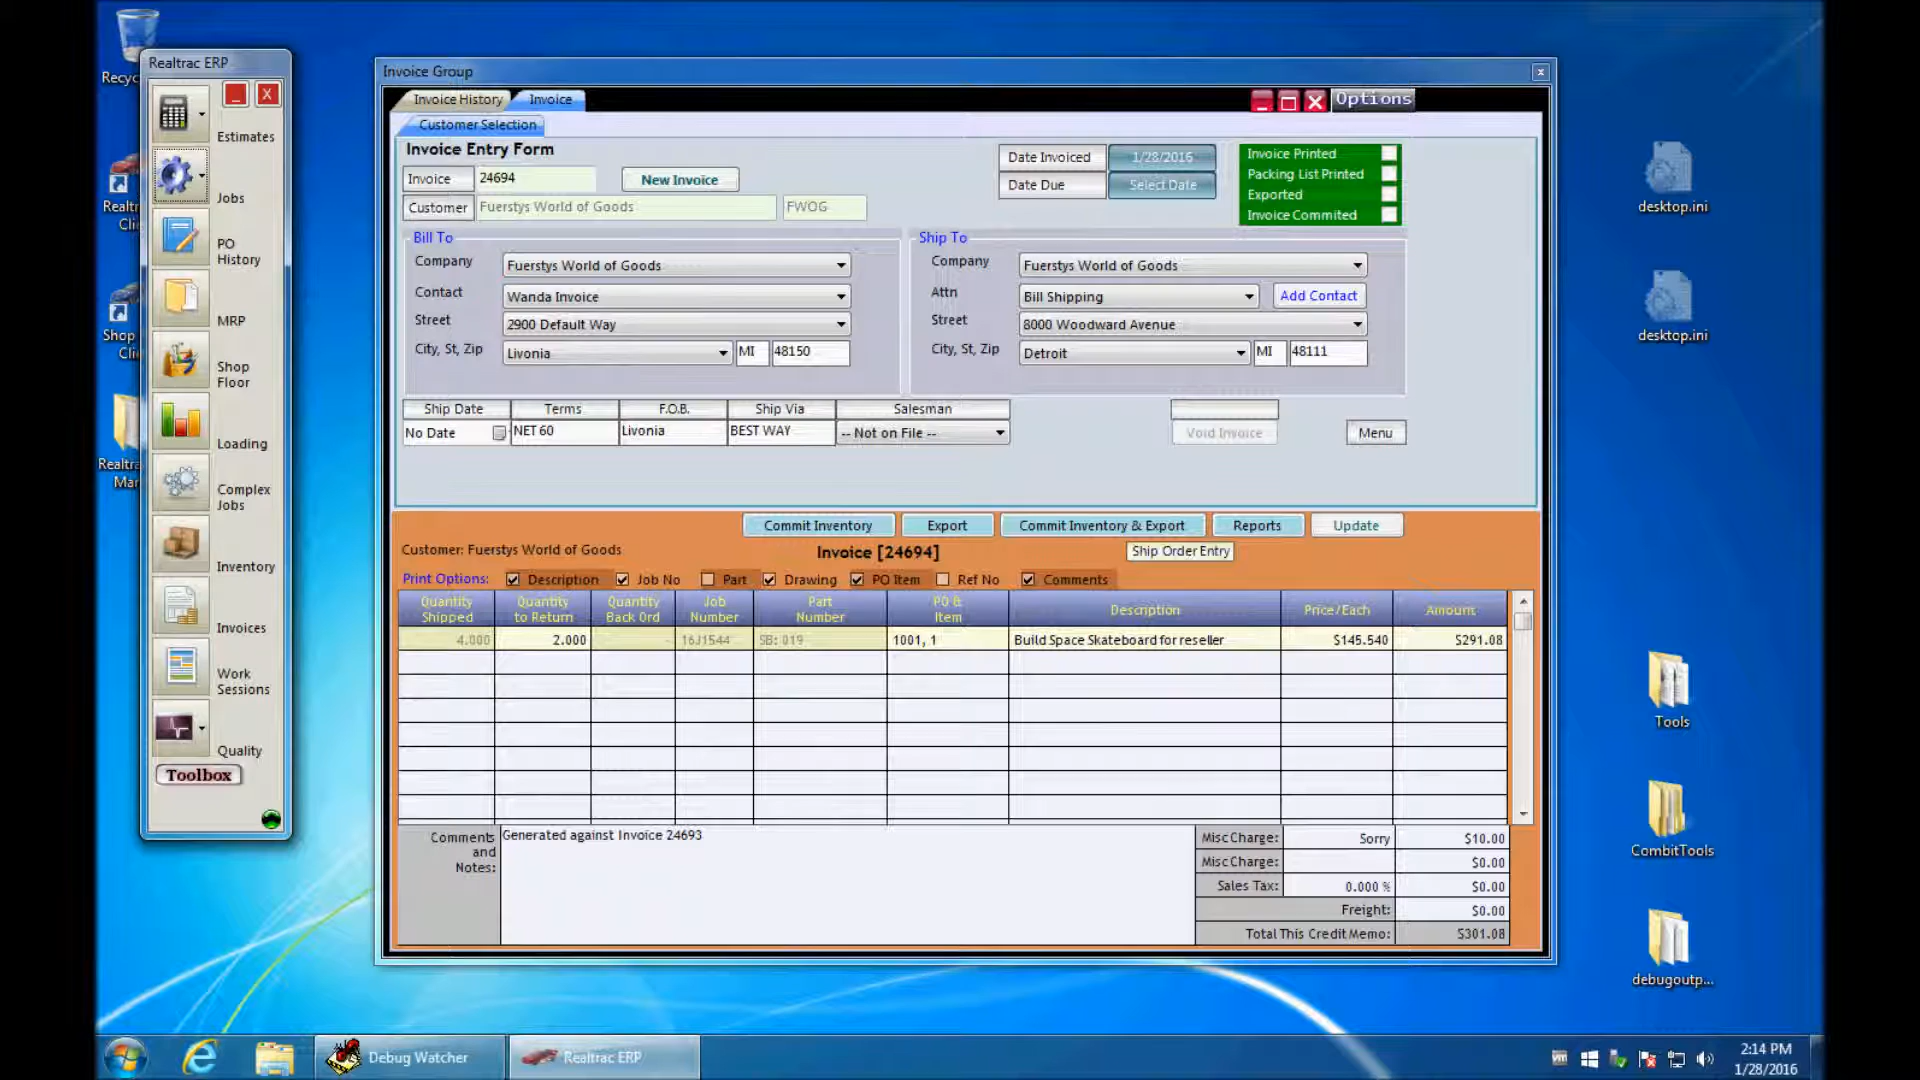 Recyc
Realtrac ERP
X
Estimates
Jobs
PO
History
MRP
Shop
Floor
Loading
Complex
Jobs
Inventory
Invoices
Work
Sessions
Quality
Toolbox
Realtr
Cli
Shop
Cli
Realtra
Man
Invoice Group
Invoice History
Invoice
Options
Customer Selection
Invoice Entry Form
Invoice
24694
New Invoice
Customer
Fuerstys World of Goods
FWOG
Date Invoiced
1/28/2016
Date Due
Select Date
Invoice Printed
Packing List Printed
Exported
Invoice Commited
Bill To
Company
Fuerstys World of Goods
Contact
Wanda Invoice
Street
2900 Default Way
City, St, Zip
Livonia
MI
48150
Ship To
Company
Fuerstys World of Goods
Attn
Bill Shipping
Add Contact
Street
8000 Woodward Avenue
City, St, Zip
Detroit
MI
48111
Ship Date
Terms
F.O.B.
Ship Via
Salesman
No Date
NET 60
Livonia
BEST WAY
-- Not on File --
Void Invoice
Menu
Commit Inventory
Export
Commit Inventory & Export
Reports
Update
Customer: Fuerstys World of Goods
Invoice [24694]
Ship Order Entry
Print Options:
Description
Job No
Part
Drawing
PO Item
Ref No
Comments
Quantity
Shipped
Quantity
to Return
Quantity
Back Ord
Job
Number
Part
Number
PO &
Item
Description
Price/Each
Amount
4.000
2.000
-
16J1544
SB: 019
1001, 1
Build Space Skateboard for reseller
$145.540
$291.08
Comments
and
Notes:
Generated against Invoice 24693
Misc Charge:
Sorry
$10.00
Misc Charge:
$0.00
Sales Tax:
0.000 %
$0.00
Freight:
$0.00
Total This Credit Memo:
$301.08
desktop.ini
desktop.ini
Tools
CombitTools
debugoutp...
Debug Watcher
Realtrac ERP
2:14 PM
1/28/2016